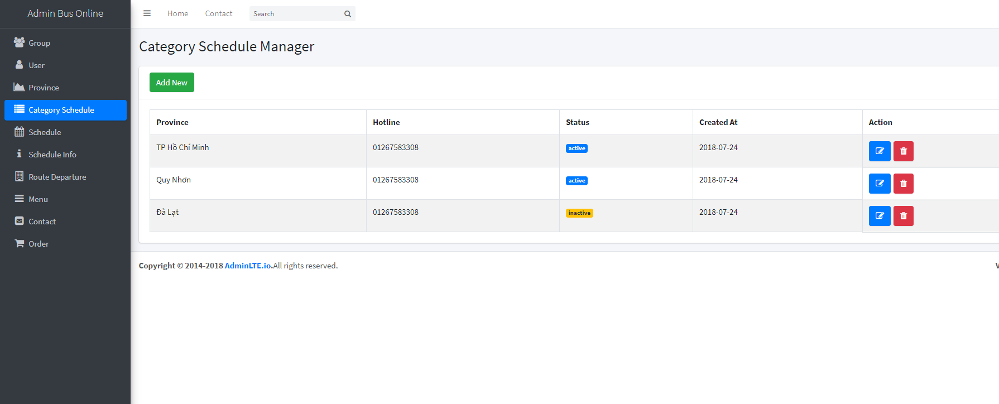 Admin Bus Online
Group
User
Province
Category Schedule
Schedule
Schedule Info
Route Departure
Menu
Contact
Order
Home Contact Search
Category Schedule Manager
Add New
Province Hotline Status Created At Action
TP Hồ Chí Minh 01267583308 active 2018-07-24
Quy Nhơn 01267583308 active 2018-07-24
Đà Lạt 01267583308 inactive 2018-07-24
Copyright © 2014-2018 AdminLTE.io.All rights reserved.